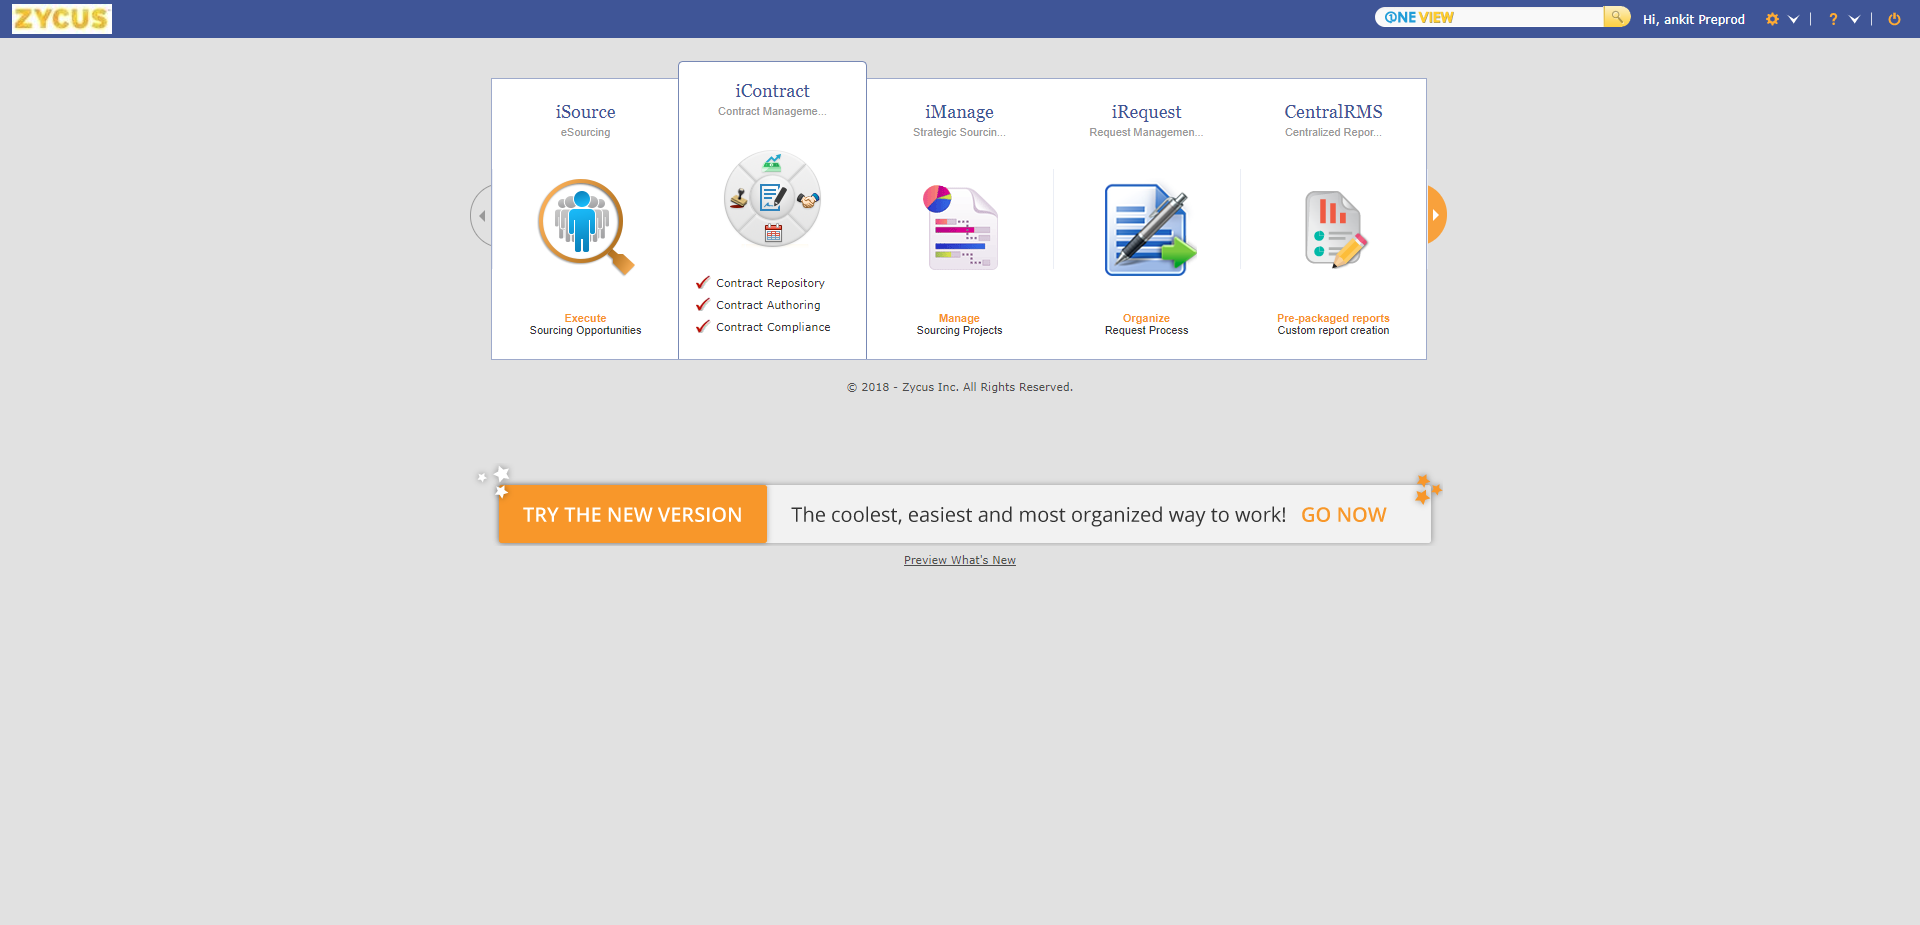 ZYCUS
ONE VIEW
Hi, ankit Preprod
?
iSource
eSourcing
Execute
Sourcing Opportunities
iContract
Contract Manageme...
Contract Repository
Contract Authoring
Contract Compliance
iManage
Strategic Sourcin...
Manage
Sourcing Projects
iRequest
Request Managemen...
Organize
Request Process
CentralRMS
Centralized Repor...
Pre-packaged reports
Custom report creation
© 2018 - Zycus Inc. All Rights Reserved.
TRY THE NEW VERSION
The coolest, easiest and most organized way to work! GO NOW
Preview What's New